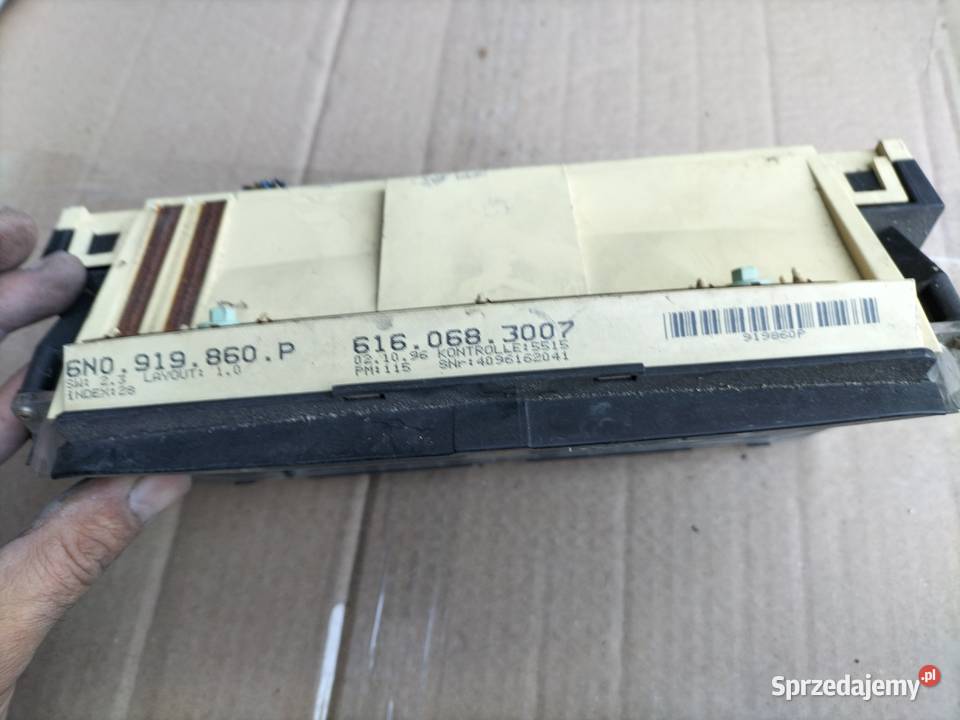 6N0.919.860.P
SW: 2.3 LAYOUT: 1.0
INDEX:28
616.068.3007
02.10.96 KONTROLLE:5515
PM:115 SNr:4096162041
919860P
Sprzedajemy.pl